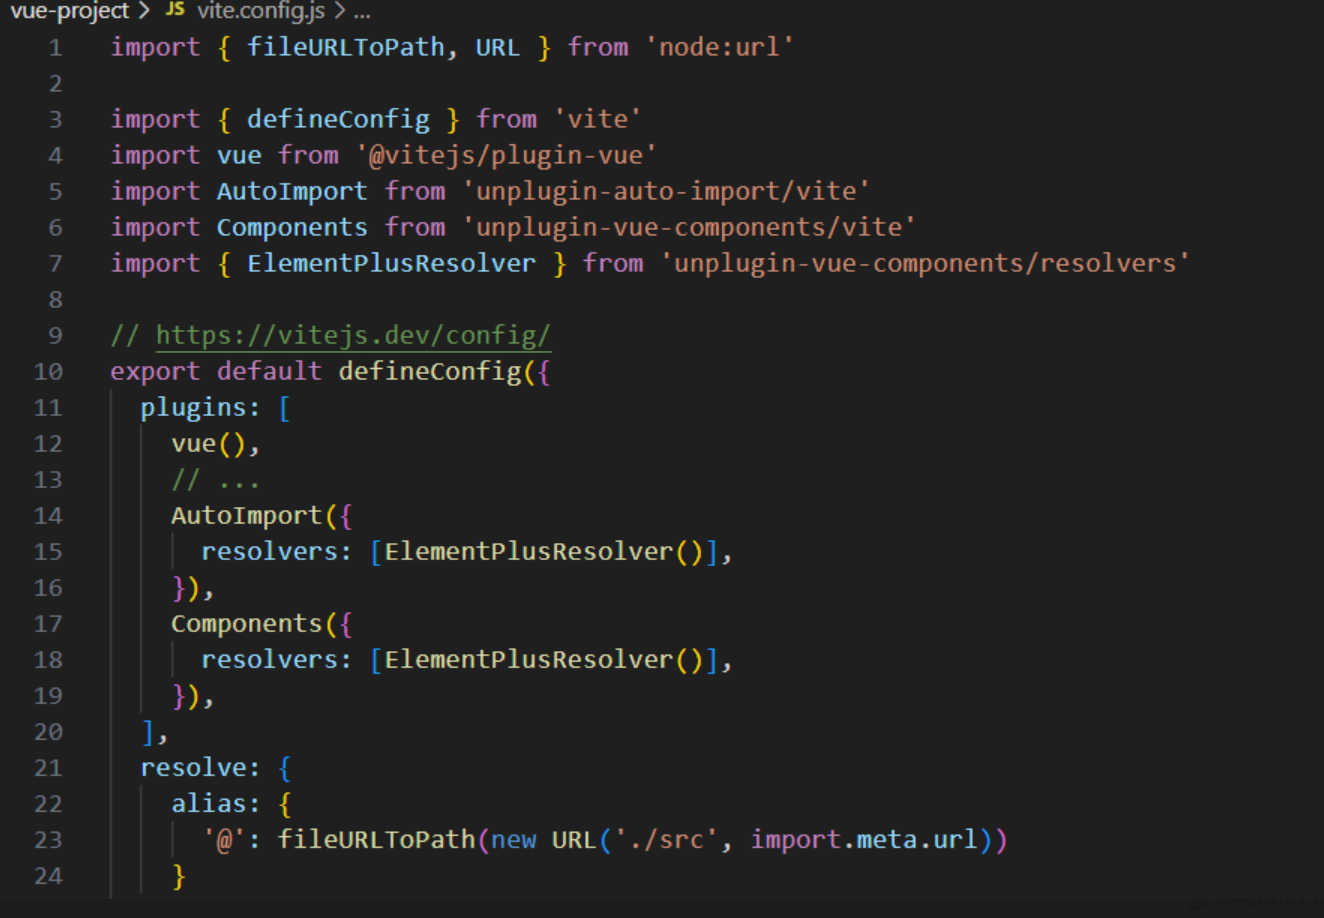 vue-project > JS vite.config.js > ...
1 import { fileURLToPath, URL } from 'node:url'
2
3 import { defineConfig } from 'vite'
4 import vue from '@vitejs/plugin-vue'
5 import AutoImport from 'unplugin-auto-import/vite'
6 import Components from 'unplugin-vue-components/vite'
7 import { ElementPlusResolver } from 'unplugin-vue-components/resolvers'
8
9 // https://vitejs.dev/config/
10 export default defineConfig({
11   plugins: [
12     vue(),
13     // ...
14     AutoImport({
15       resolvers: [ElementPlusResolver()],
16     }),
17     Components({
18       resolvers: [ElementPlusResolver()],
19     }),
20   ],
21   resolve: {
22     alias: {
23       '@': fileURLToPath(new URL('./src', import.meta.url))
24     }